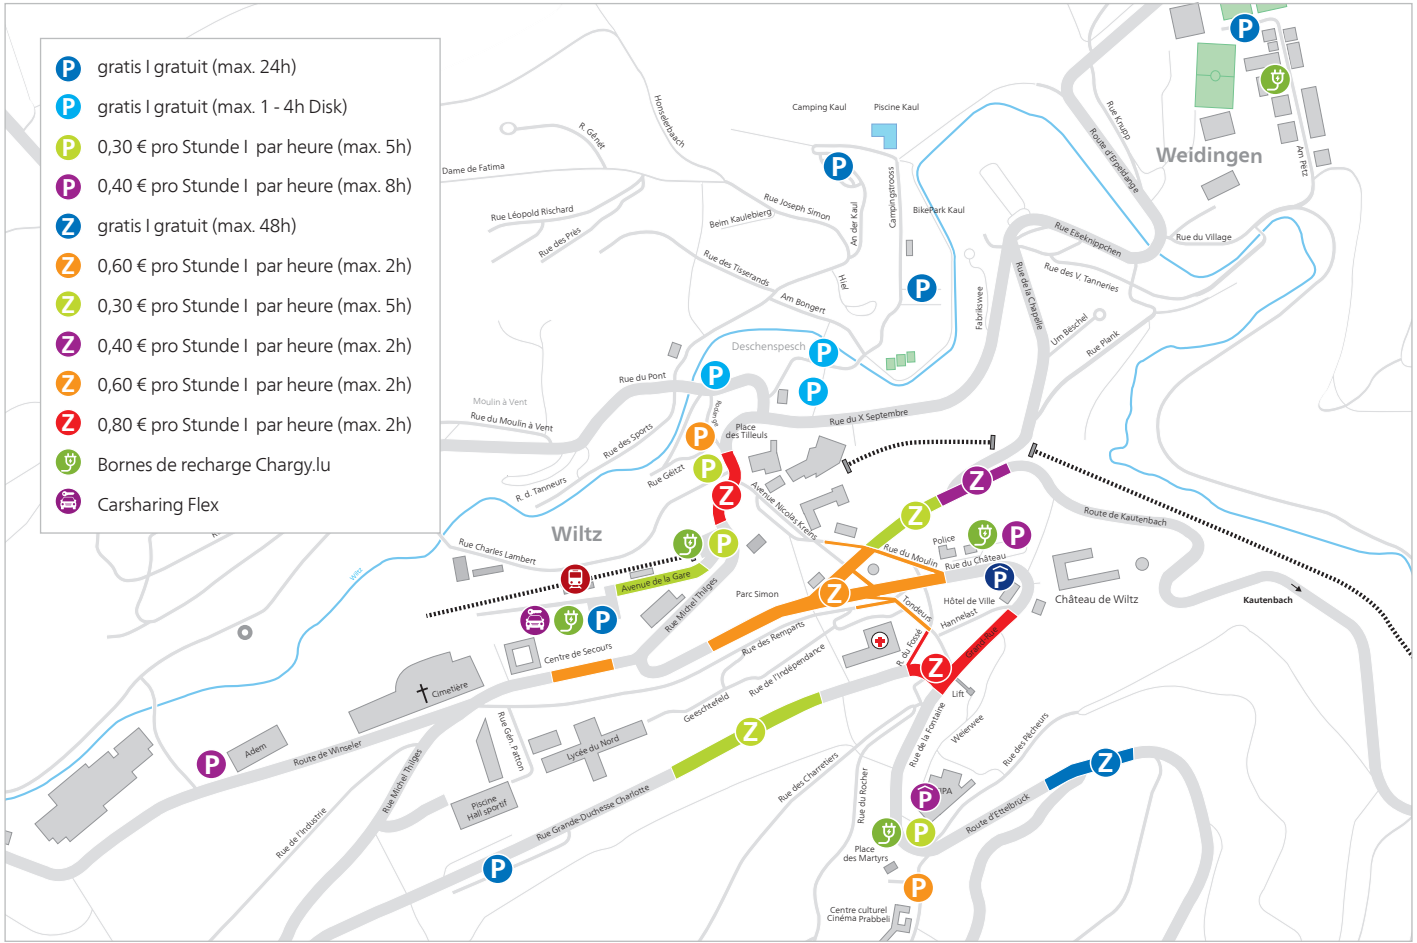 P gratis I gratuit (max. 24h)
P gratis I gratuit (max. 1 - 4h Disk)
P 0,30 € pro Stunde I par heure (max. 5h)
P 0,40 € pro Stunde I par heure (max. 8h)
Z gratis I gratuit (max. 48h)
Z 0,60 € pro Stunde I par heure (max. 2h)
Z 0,30 € pro Stunde I par heure (max. 5h)
Z 0,40 € pro Stunde I par heure (max. 2h)
Z 0,60 € pro Stunde I par heure (max. 2h)
Z 0,80 € pro Stunde I par heure (max. 2h)
Bornes de recharge Chargy.lu
Carsharing Flex
P
Weidingen
Rue Knupp
Route d'Erpeldange
Am Pëtz
Rue du Village
Rue Eißeknippchen
Rue des V. Tanneries
Rue de la Chapelle
Um Bëschel
Rue Plank
Fabrikswee
Camping Kaul
Piscine Kaul
P
BikePark Kaul
Campingstrooss
An der Kaul
P
Honselerbaach
R. Génêt
Dame de Fatima
Rue Léopold Rischard
Rue des Près
Rue Joseph Simon
Beim Kaulebierg
Rue des Tisserands
Am Bongert
Hiel
Deschenspesch
P
P
P
Rue du Pont
Rue du X Septembre
Moulin à Vent
Rue du Moulin à Vent
Rue des Sports
R. d. Tanneurs
Rue Géitzt
Place
des Tilleuls
P
P
Z
Avenue Nicolas Kreins
Wiltz
Wiltz
Rue Charles Lambert
P
Avenue de la Gare
P
Rue Michel Thilges
Parc Simon
Z
Z
Z
Rue du Moulin
Police
P
Rue du Château
P
Hôtel de Ville
Hannelast
Tondeurs
Château de Wiltz
Route de Kautenbach
Kautenbach
Grand-Rue
R. du Fossé
Z
Lift
Centre de Secours
Rue des Remparts
Rue de l'Indépendance
Geeschtefeld
Z
Cimetière
Rue Gén. Patton
Lycée du Nord
Adem
P
Route de Winseler
Rue Michel Thilges
Rue de l'Industrie
Piscine
Hall sportif
Rue Grande-Duchesse Charlotte
P
Rue des Charretiers
Rue du Rocher
Rue de la Fontaine
Weierwee
Rue des Pêcheurs
Z
Route d'Ettelbrück
P
P
Place
des Martyrs
P
Centre culturel
Cinéma Prabbeli